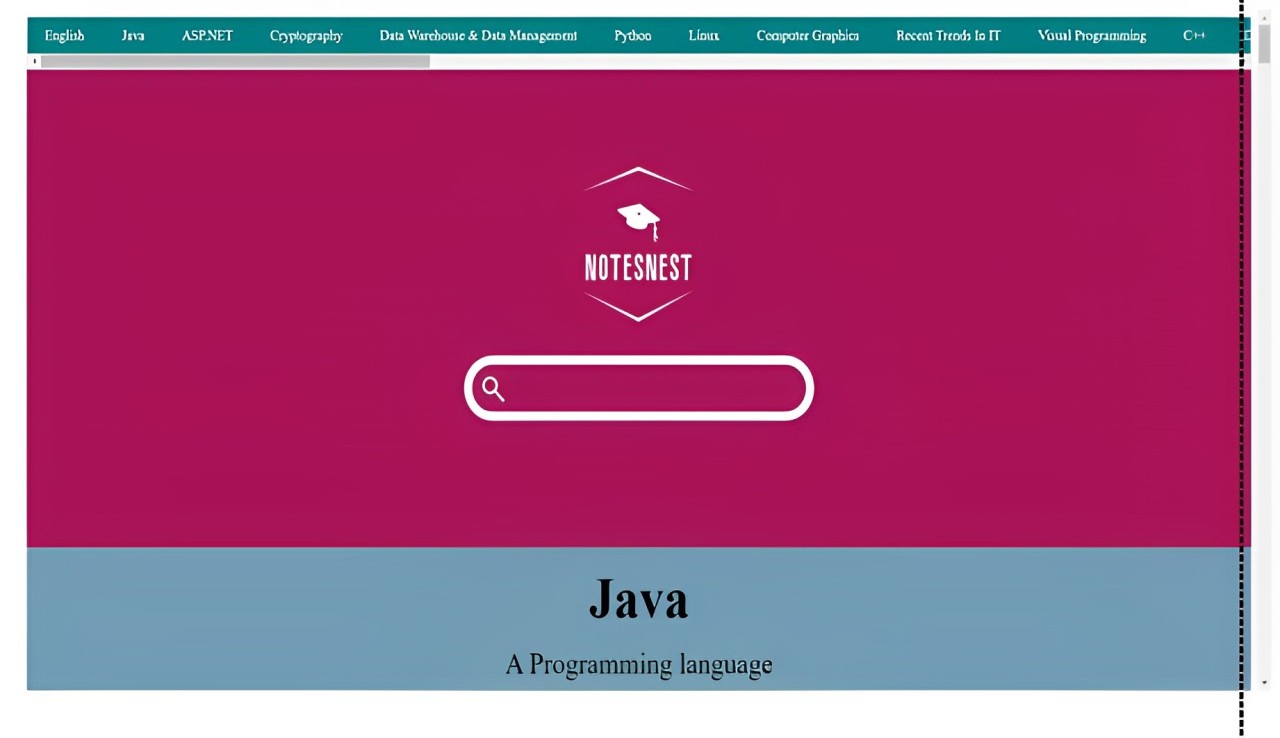 English Java ASP.NET Cryptography Data Warehouse & Data Management Python Linux Computer Graphics Recent Trends In IT Visual Programming C++
NOTESNEST
Java
A Programming language